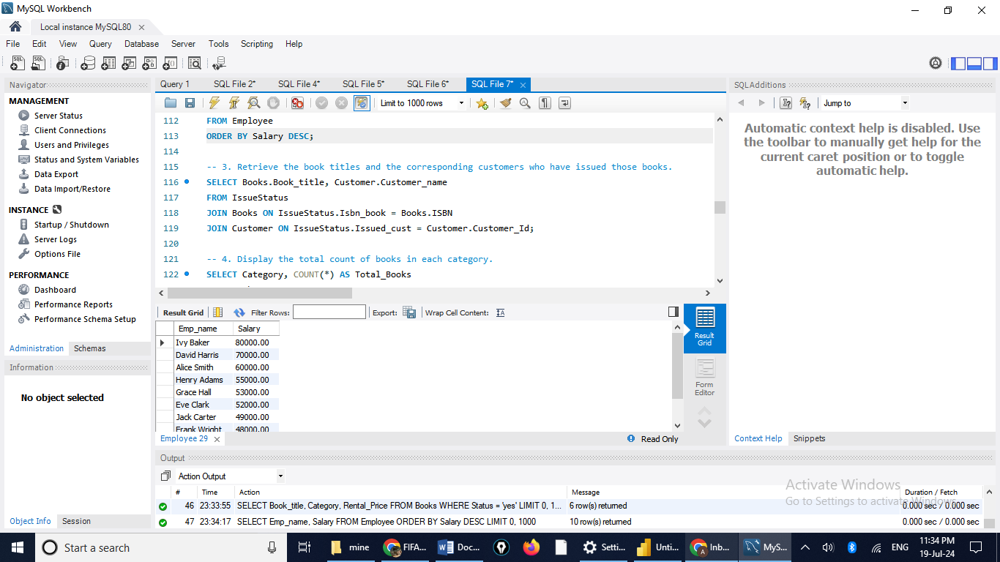 MySQL Workbench
Local instance MySQL80
File Edit View Query Database Server Tools Scripting Help
Navigator
MANAGEMENT
Server Status
Client Connections
Users and Privileges
Status and System Variables
Data Export
Data Import/Restore
INSTANCE
Startup / Shutdown
Server Logs
Options File
PERFORMANCE
Dashboard
Performance Reports
Performance Schema Setup
Administration Schemas
Information
No object selected
Object Info Session
Query 1 SQL File 2* SQL File 4* SQL File 5* SQL File 6* SQL File 7*
Limit to 1000 rows
112 FROM Employee
113 ORDER BY Salary DESC;
114
115 -- 3. Retrieve the book titles and the corresponding customers who have issued those books.
116 SELECT Books.Book_title, Customer.Customer_name
117 FROM IssueStatus
118 JOIN Books ON IssueStatus.Isbn_book = Books.ISBN
119 JOIN Customer ON IssueStatus.Issued_cust = Customer.Customer_Id;
120
121 -- 4. Display the total count of books in each category.
122 SELECT Category, COUNT(*) AS Total_Books
Result Grid Filter Rows: Export: Wrap Cell Content:
Emp_name Salary
Ivy Baker 80000.00
David Harris 70000.00
Alice Smith 60000.00
Henry Adams 55000.00
Grace Hall 53000.00
Eve Clark 52000.00
Jack Carter 49000.00
Frank Wright 48000.00
Result
Grid
Form
Editor
Employee 29 Read Only
SQLAdditions
Jump to
Automatic context help is disabled. Use
the toolbar to manually get help for the
current caret position or to toggle
automatic help.
Context Help Snippets
Output
Action Output
# Time Action Message Duration / Fetch
46 23:33:55 SELECT Book_title, Category, Rental_Price FROM Books WHERE Status = 'yes' LIMIT 0, 1... 6 row(s) returned 0.000 sec / 0.000 sec
47 23:34:17 SELECT Emp_name, Salary FROM Employee ORDER BY Salary DESC LIMIT 0, 1000 10 row(s) returned 0.000 sec / 0.000 sec
Activate Windows
Go to Settings to activate Windows.
Start a search
mine FIFA... Doc... Setti... Unti... Inb... MyS...
ENG 11:34 PM
19-Jul-24